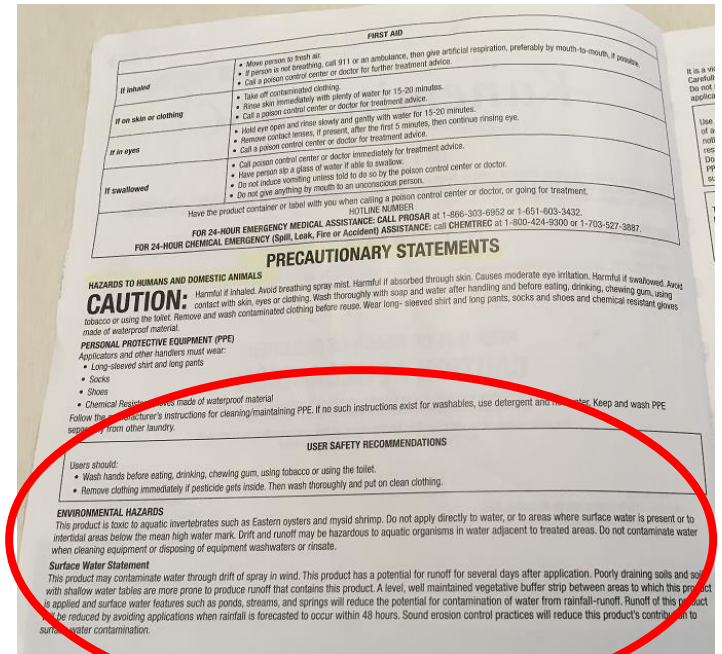 FIRST AID
If inhaled
• Move person to fresh air.
• If person is not breathing, call 911 or an ambulance, then give artificial respiration, preferably by mouth-to-mouth, if possible.
• Call a poison control center or doctor for further treatment advice.
If on skin or clothing
• Take off contaminated clothing.
• Rinse skin immediately with plenty of water for 15-20 minutes.
• Call a poison control center or doctor for treatment advice.
If in eyes
• Hold eye open and rinse slowly and gently with water for 15-20 minutes.
• Remove contact lenses, if present, after the first 5 minutes, then continue rinsing eye.
• Call a poison control center or doctor for treatment advice.
If swallowed
• Call poison control center or doctor immediately for treatment advice.
• Have person sip a glass of water if able to swallow.
• Do not induce vomiting unless told to do so by the poison control center or doctor.
• Do not give anything by mouth to an unconscious person.
Have the product container or label with you when calling a poison control center or doctor, or going for treatment.
HOTLINE NUMBER
FOR 24-HOUR EMERGENCY MEDICAL ASSISTANCE: CALL PROSAR at 1-866-303-6952 or 1-651-603-3432.
FOR 24-HOUR CHEMICAL EMERGENCY (Spill, Leak, Fire or Accident) ASSISTANCE: call CHEMTREC at 1-800-424-9300 or 1-703-527-3887.
PRECAUTIONARY STATEMENTS
HAZARDS TO HUMANS AND DOMESTIC ANIMALS
CAUTION: Harmful if inhaled. Avoid breathing spray mist. Harmful if absorbed through skin. Causes moderate eye irritation. Harmful if swallowed. Avoid
contact with skin, eyes or clothing. Wash thoroughly with soap and water after handling and before eating, drinking, chewing gum, using
tobacco or using the toilet. Remove and wash contaminated clothing before reuse. Wear long- sleeved shirt and long pants, socks and shoes and chemical resistant gloves
made of waterproof material.
PERSONAL PROTECTIVE EQUIPMENT (PPE)
Applicators and other handlers must wear:
• Long-sleeved shirt and long pants
• Socks
• Shoes
• Chemical made of waterproof material
Follow the instructions for cleaning/maintaining PPE. If no such instructions exist for washables, use detergent and Keep and wash PPE
from other laundry.
USER SAFETY RECOMMENDATIONS
Users should:
• Wash hands before eating, drinking, chewing gum, using tobacco or using the toilet.
• Remove clothing immediately if pesticide gets inside. Then wash thoroughly and put on clean clothing.
ENVIRONMENTAL HAZARDS
This product is toxic to aquatic invertebrates such as Eastern oysters and mysid shrimp. Do not apply directly to water, or to areas where surface water is present or to
intertidal areas below the mean high water mark. Drift and runoff may be hazardous to aquatic organisms in water adjacent to treated areas. Do not contaminate water
when cleaning equipment or disposing of equipment washwaters or rinsate.
Surface Water Statement
This product may contaminate water through drift of spray in wind. This product has a potential for runoff for several days after application. Poorly draining soils and soils
with shallow water tables are more prone to produce runoff that contains this product. A level, well maintained vegetative buffer strip between areas to which this product
is applied and surface water features such as ponds, streams, and springs will reduce the potential for contamination of water from rainfall-runoff. Runoff of this product
will be reduced by avoiding applications when rainfall is forecasted to occur within 48 hours. Sound erosion control practices will reduce this product's contribution to
surface water contamination.
It is a
Do not
Use
of a
Do